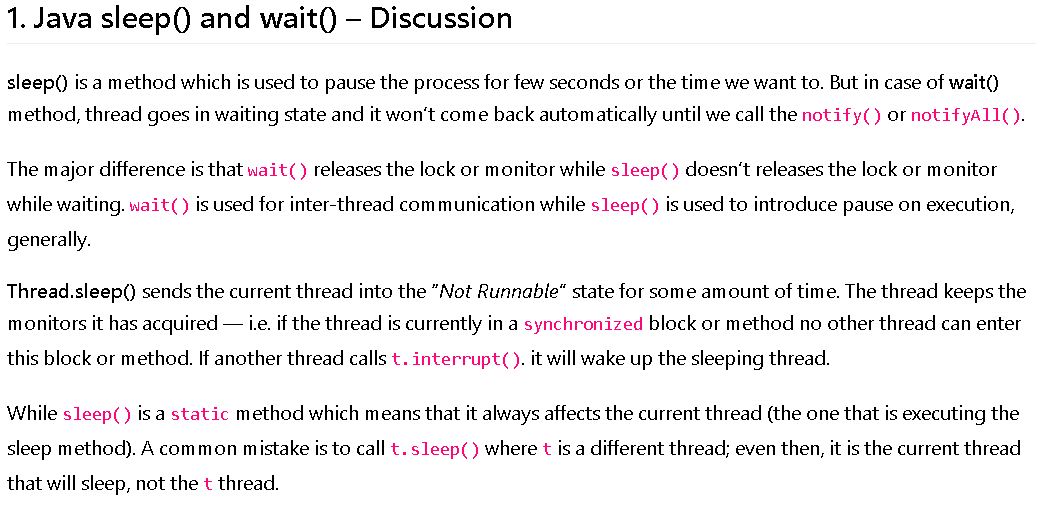 1. Java sleep() and wait() – Discussion
sleep() is a method which is used to pause the process for few seconds or the time we want to. But in case of wait()
method, thread goes in waiting state and it won’t come back automatically until we call the notify() or notifyAll().
The major difference is that wait() releases the lock or monitor while sleep() doesn’t releases the lock or monitor
while waiting. wait() is used for inter-thread communication while sleep() is used to introduce pause on execution,
generally.
Thread.sleep() sends the current thread into the “Not Runnable“ state for some amount of time. The thread keeps the
monitors it has acquired — i.e. if the thread is currently in a synchronized block or method no other thread can enter
this block or method. If another thread calls t.interrupt(). it will wake up the sleeping thread.
While sleep() is a static method which means that it always affects the current thread (the one that is executing the
sleep method). A common mistake is to call t.sleep() where t is a different thread; even then, it is the current thread
that will sleep, not the t thread.